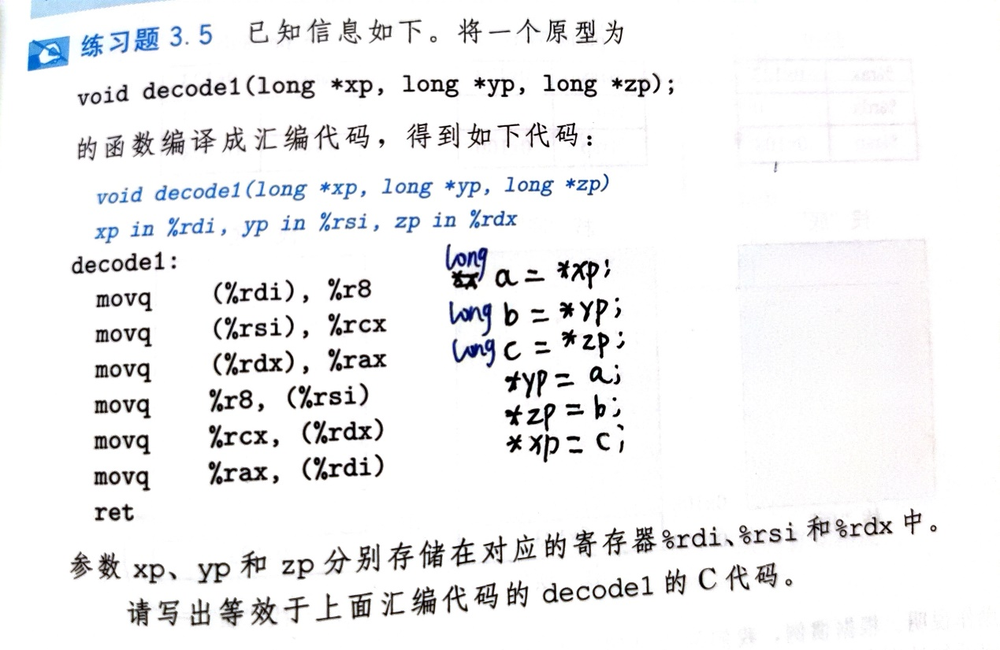 练习题 3.5 已知信息如下。将一个原型为
void decode1(long *xp, long *yp, long *zp);
的函数编译成汇编代码，得到如下代码：
void decode1(long *xp, long *yp, long *zp)
xp in %rdi, yp in %rsi, zp in %rdx
decode1:
long
movq (%rdi), %r8 a = *xp;
movq (%rsi), %rcx long b = *yp;
movq (%rdx), %rax long c = *zp;
movq %r8, (%rsi) *yp = a;
movq %rcx, (%rdx) *zp = b;
movq %rax, (%rdi) *xp = c;
ret
参数 xp、yp 和 zp 分别存储在对应的寄存器%rdi、%rsi 和%rdx 中。
请写出等效于上面汇编代码的 decode1 的 C 代码。